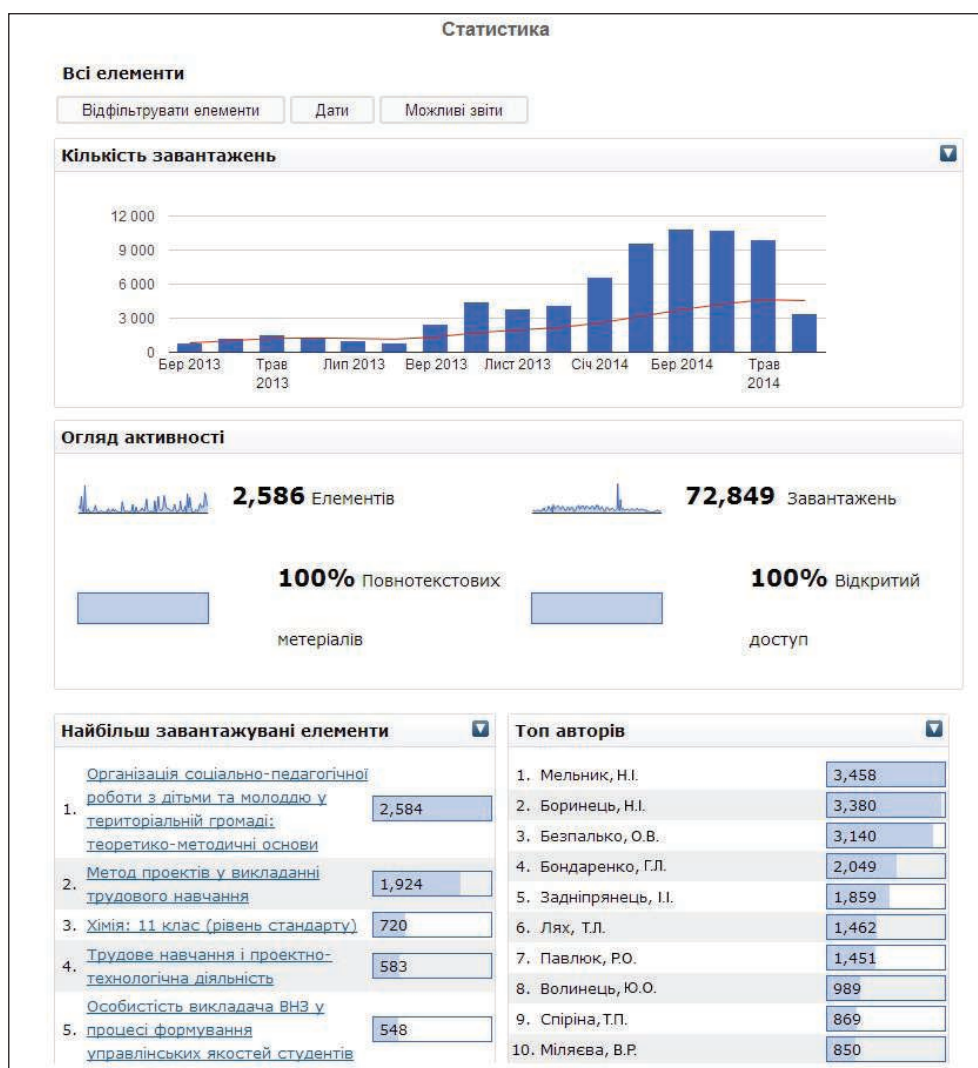 Статистика
Всі елементи
Відфільтрувати елементи Дати Можливі звіти
Кількість завантажень
12 000
9 000
6 000
3 000
0
Бер 2013 Трав Лип 2013 Вер 2013 Лист 2013 Січ 2014 Бер 2014 Трав
2013 2014
Огляд активності
2,586 Елементів 72,849 Завантажень
100% Повнотекстових 100% Відкритий
метеріалів доступ
Найбільш завантажувані елементи
Організація соціально-педагогічної
роботи з дітьми та молоддю у
1. 2,584
територіальній громаді:
теоретико-методичні основи
Метод проектів у викладанні
2. 1,924
трудового навчання
3. Хімія: 11 клас (рівень стандарту) 720
Трудове навчання і проектно-
4. 583
технологічна діяльність
Особистість викладача ВНЗ у
5. процесі формування 548
управлінських якостей студентів
Топ авторів
1. Мельник, Н.І. 3,458
2. Боринець, Н.І. 3,380
3. Безпалько, О.В. 3,140
4. Бондаренко, Г.Л. 2,049
5. Задніпрянець, І.І. 1,859
6. Лях, Т.Л. 1,462
7. Павлюк, Р.О. 1,451
8. Волинець, Ю.О. 989
9. Спіріна, Т.П. 869
10. Міляєва, В.Р. 850